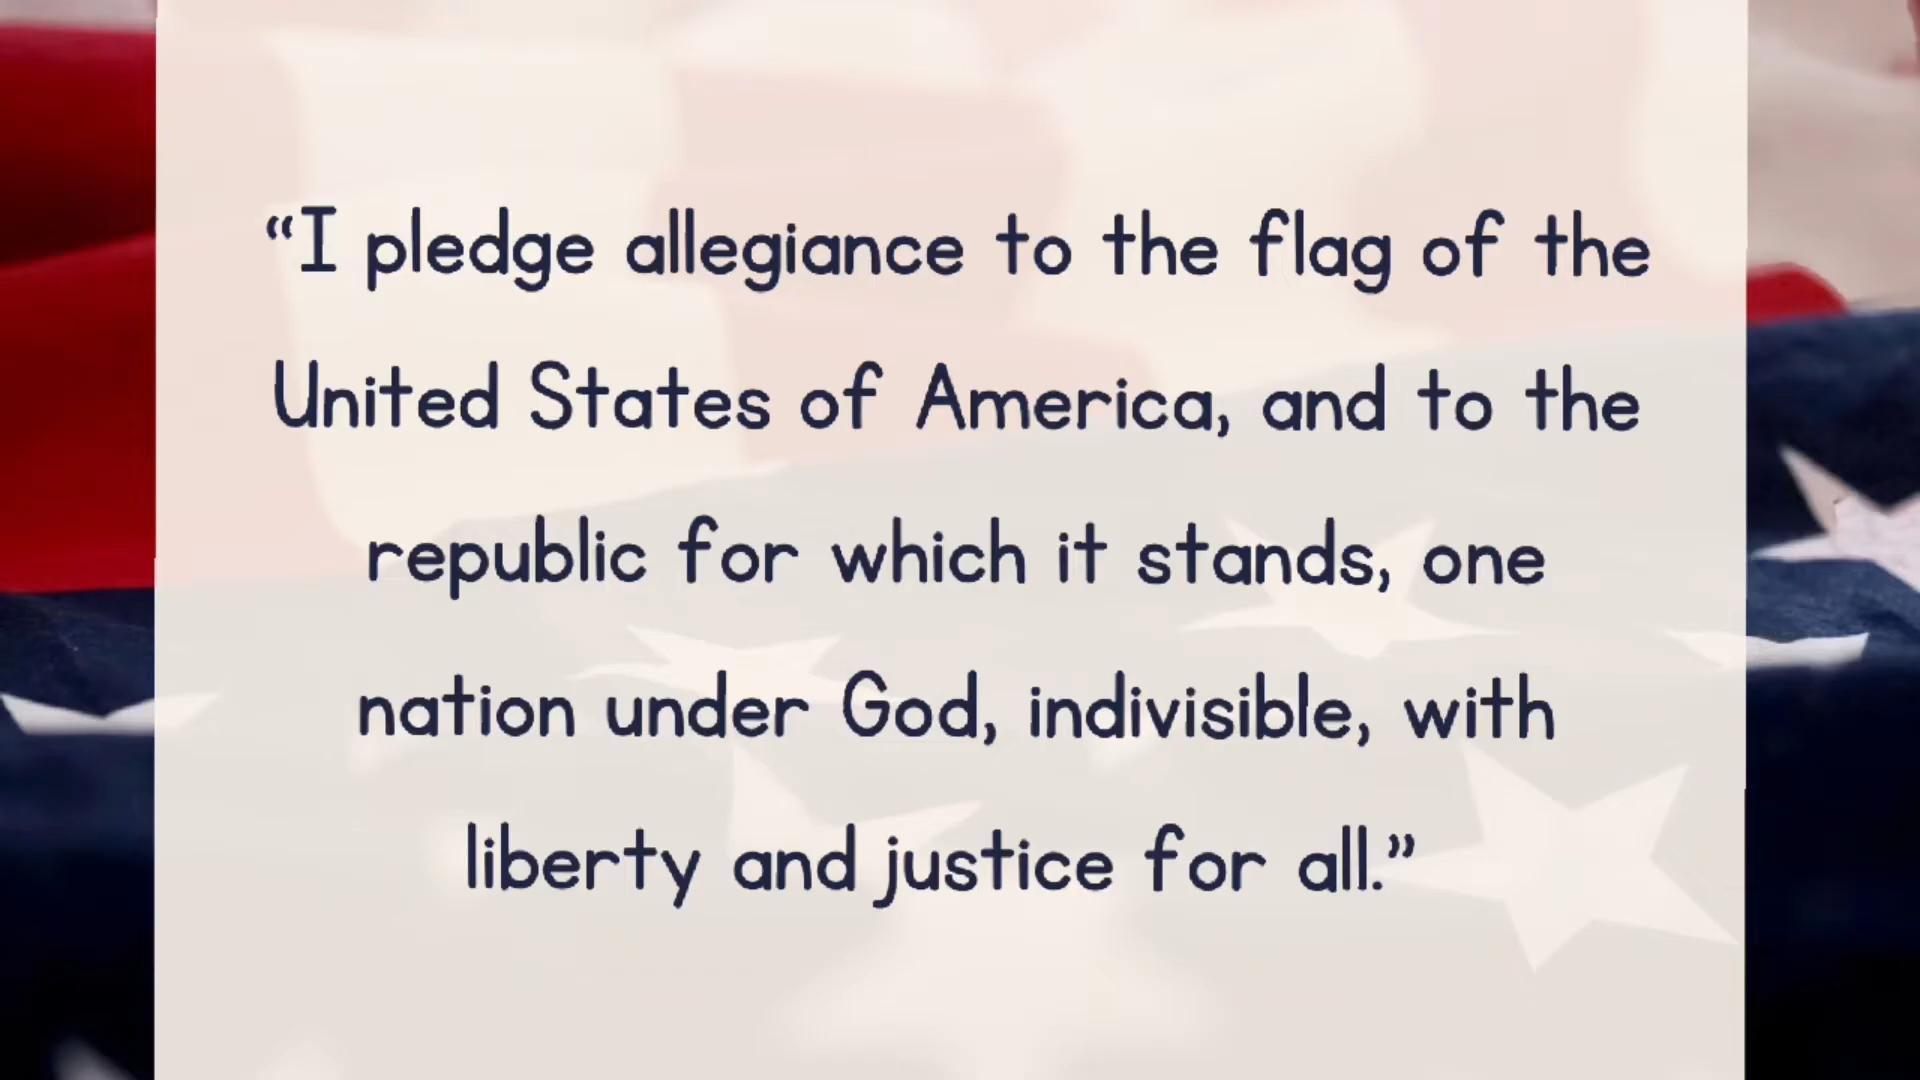 “I pledge allegiance to the flag of the
United States of America, and to the
republic for which it stands, one
nation under God, indivisible, with
liberty and justice for all.”